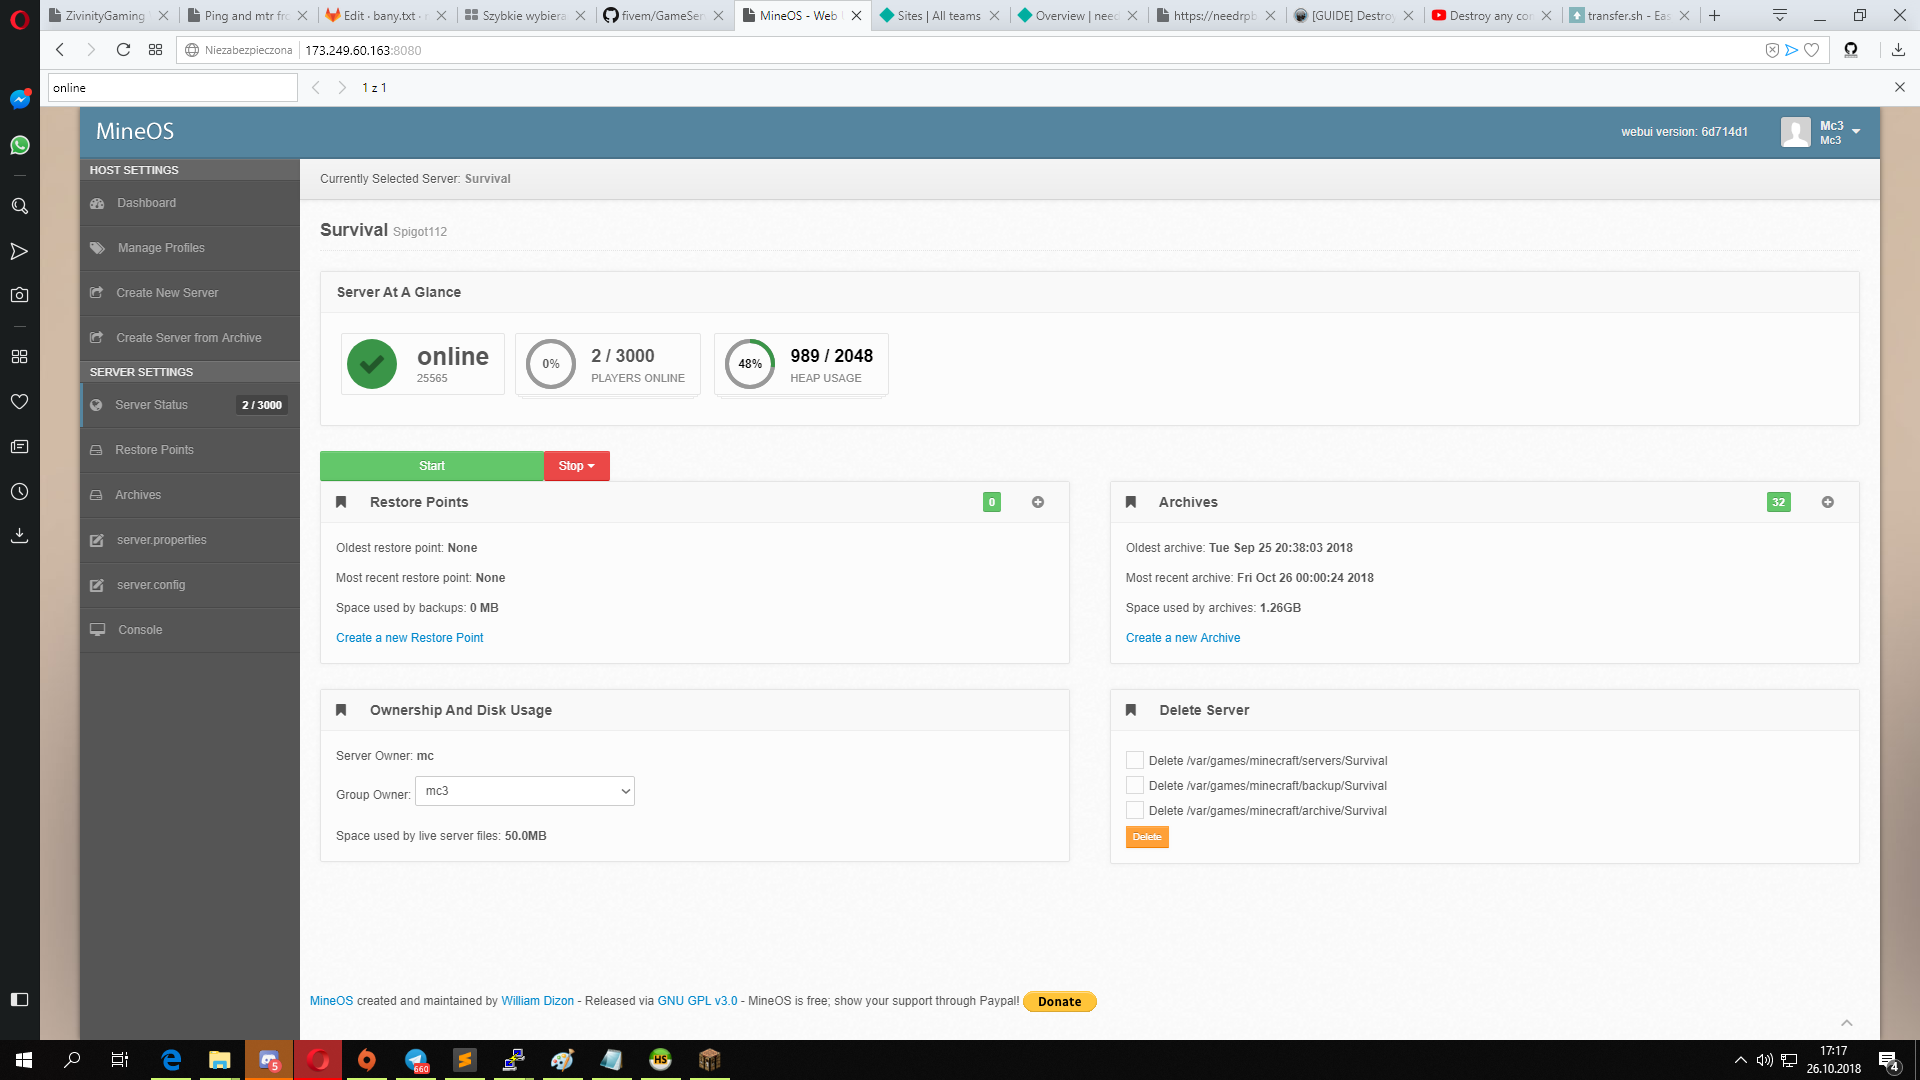 ZivinityGaming
Ping and mtr fro
Edit · bany.txt ·
Szybkie wybiera
fivem/GameSer
MineOS - Web
Sites | All teams
Overview | need
https://needrpb
[GUIDE] Destroy
Destroy any cor
transfer.sh - Eas
Niezabezpieczona 173.249.60.163:8080
online 1 z 1
MineOS
webui version: 6d714d1
Mc3
Mc3
HOST SETTINGS
Dashboard
Manage Profiles
Create New Server
Create Server from Archive
SERVER SETTINGS
Server Status 2 / 3000
Restore Points
Archives
server.properties
server.config
Console
Currently Selected Server: Survival
Survival Spigot112
Server At A Glance
online
25565
0%
2 / 3000
PLAYERS ONLINE
48%
989 / 2048
HEAP USAGE
Start
Stop
Restore Points 0
Oldest restore point: None
Most recent restore point: None
Space used by backups: 0 MB
Create a new Restore Point
Archives 32
Oldest archive: Tue Sep 25 20:38:03 2018
Most recent archive: Fri Oct 26 00:00:24 2018
Space used by archives: 1.26GB
Create a new Archive
Ownership And Disk Usage
Server Owner: mc
Group Owner: mc3
Space used by live server files: 50.0MB
Delete Server
Delete /var/games/minecraft/servers/Survival
Delete /var/games/minecraft/backup/Survival
Delete /var/games/minecraft/archive/Survival
Delete
MineOS created and maintained by William Dizon - Released via GNU GPL v3.0 - MineOS is free; show your support through Paypal! Donate
5
660
HS
17:17
26.10.2018
4